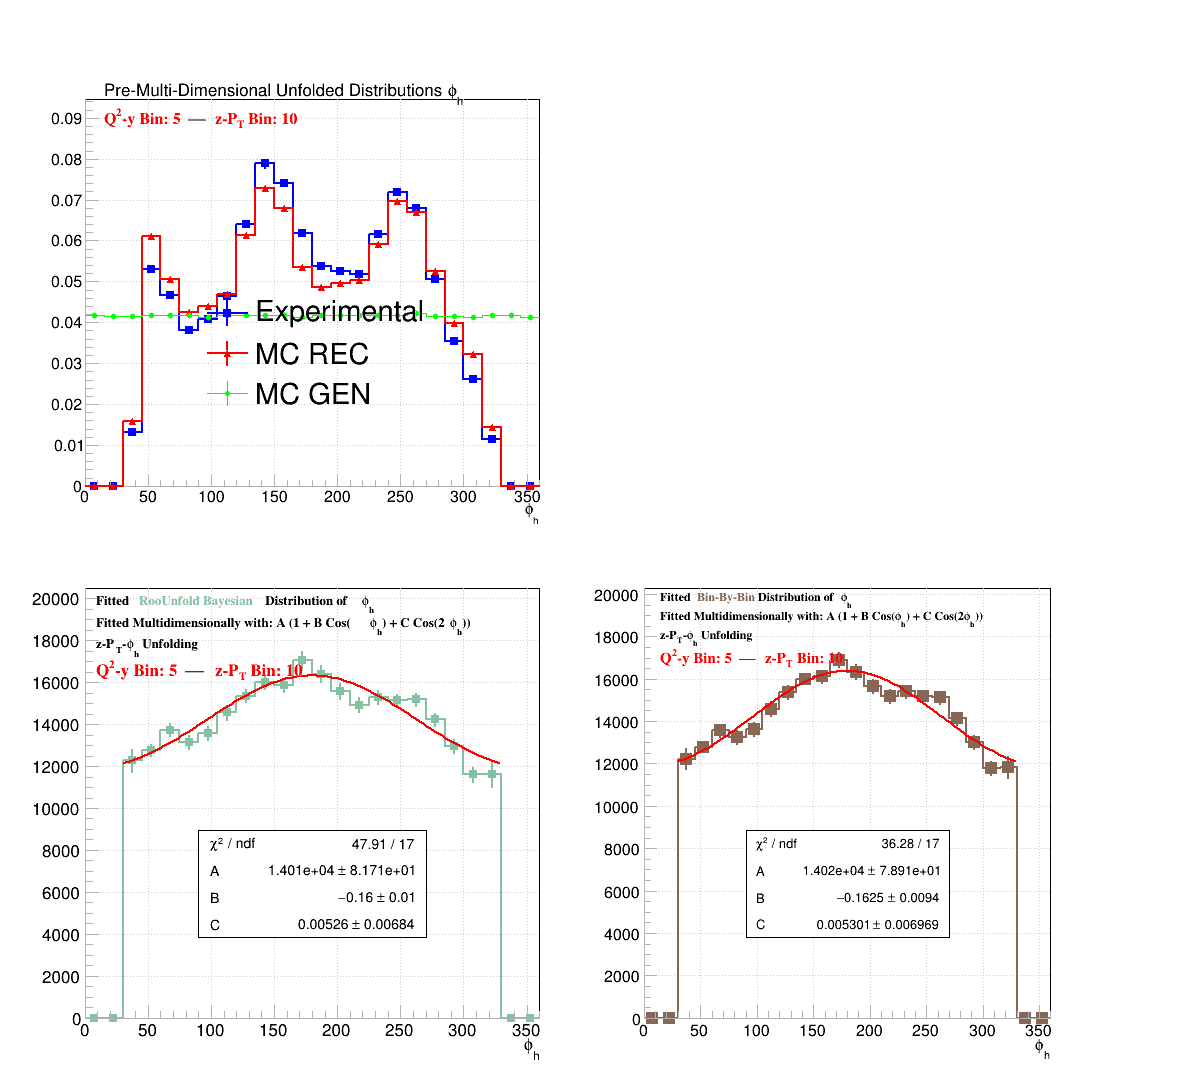 Pre-Multi-Dimensional Unfolded Distributions ϕh
Q²-y Bin: 5 — z-PT Bin: 10
0.09
0.08
0.07
0.06
0.05
0.04
0.03
0.02
0.01
0
Experimental
MC REC
MC GEN
0 50 100 150 200 250 300 350
ϕh
Fitted RooUnfold Bayesian Distribution of ϕh
Fitted Multidimensionally with: A (1 + B Cos( ϕh) + C Cos(2 ϕh))
z-PT-ϕh Unfolding
Q²-y Bin: 5 — z-PT Bin: 10
20000
18000
16000
14000
12000
10000
8000
6000
4000
2000
0
χ² / ndf 47.91 / 17
A 1.401e+04 ± 8.171e+01
B −0.16 ± 0.01
C 0.00526 ± 0.00684
0 50 100 150 200 250 300 350
ϕh
Fitted Bin-By-Bin Distribution of ϕh
Fitted Multidimensionally with: A (1 + B Cos(ϕh) + C Cos(2ϕh))
z-PT-ϕh Unfolding
Q²-y Bin: 5 — z-PT Bin: 10
20000
18000
16000
14000
12000
10000
8000
6000
4000
2000
0
χ² / ndf 36.28 / 17
A 1.402e+04 ± 7.891e+01
B −0.1625 ± 0.0094
C 0.005301 ± 0.006969
0 50 100 150 200 250 300 350
ϕh